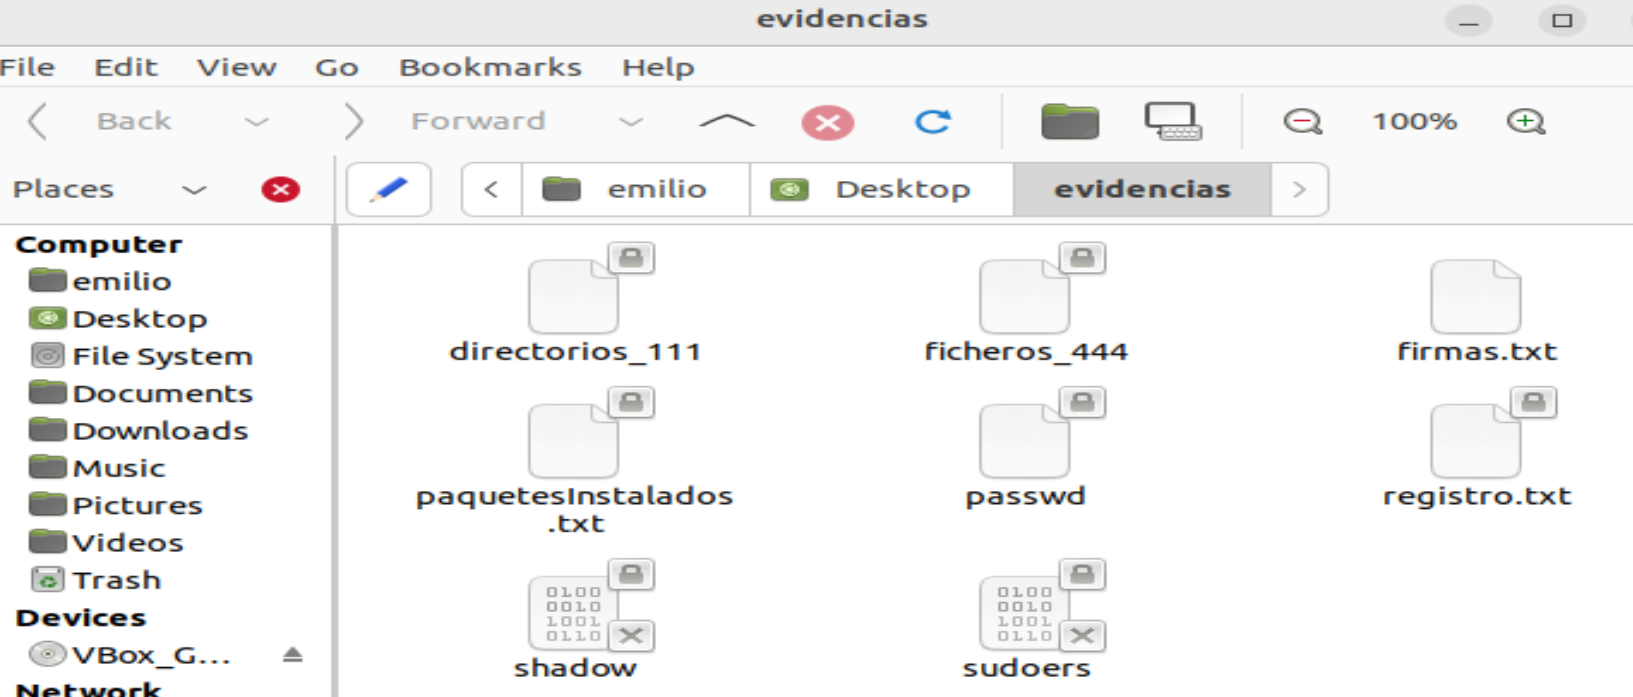 evidencias
File Edit View Go Bookmarks Help
Back Forward 100%
Places emilio Desktop evidencias
Computer
emilio
Desktop
File System
Documents
Downloads
Music
Pictures
Videos
Trash
Devices
VBox_G...
Network
directorios_111 ficheros_444 firmas.txt
paquetesInstalados passwd registro.txt
.txt
0100 0100
0010 0010
1001 1001
0110 0110
shadow sudoers